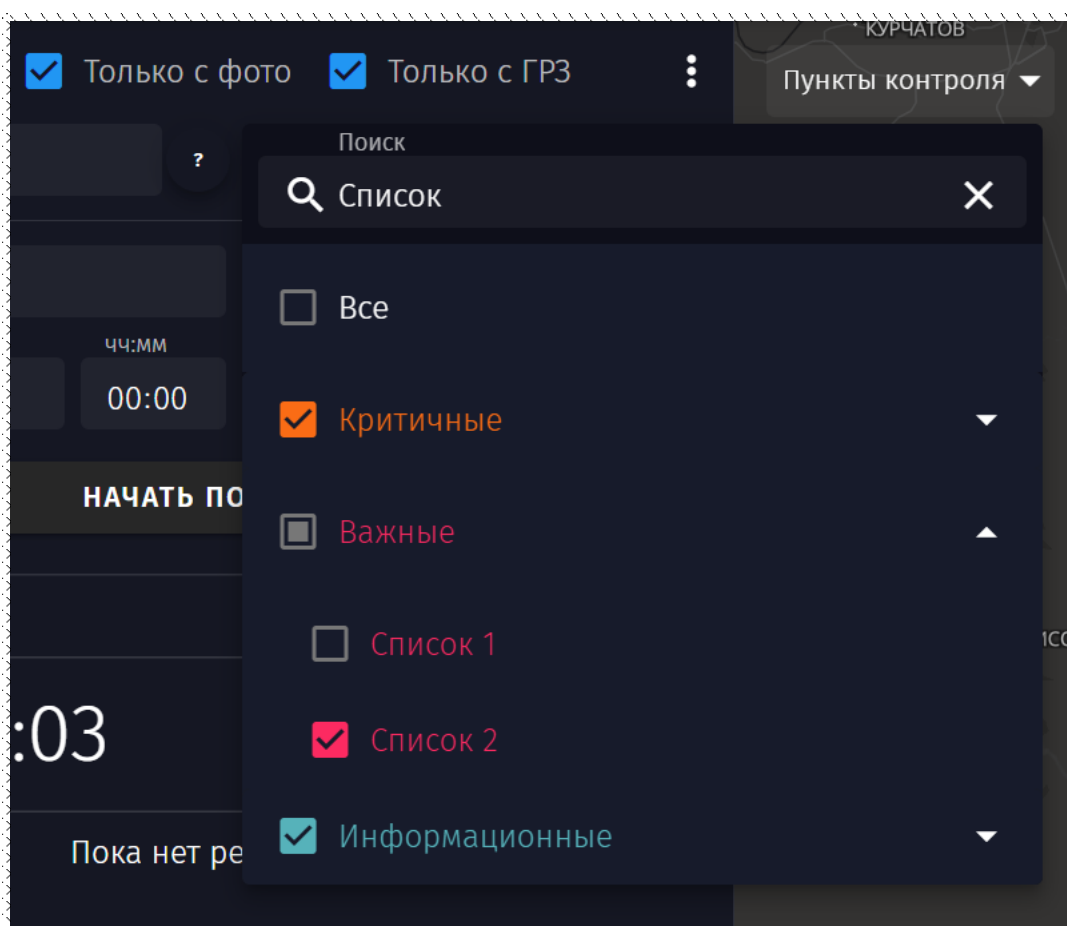 КУРЧАТОВ
Только с фото
Только с ГРЗ
Пункты контроля
?
Поиск
Список
Все
чч:мм
00:00
Критичные
НАЧАТЬ ПО
Важные
Список 1
:03
Список 2
Информационные
Пока нет ре